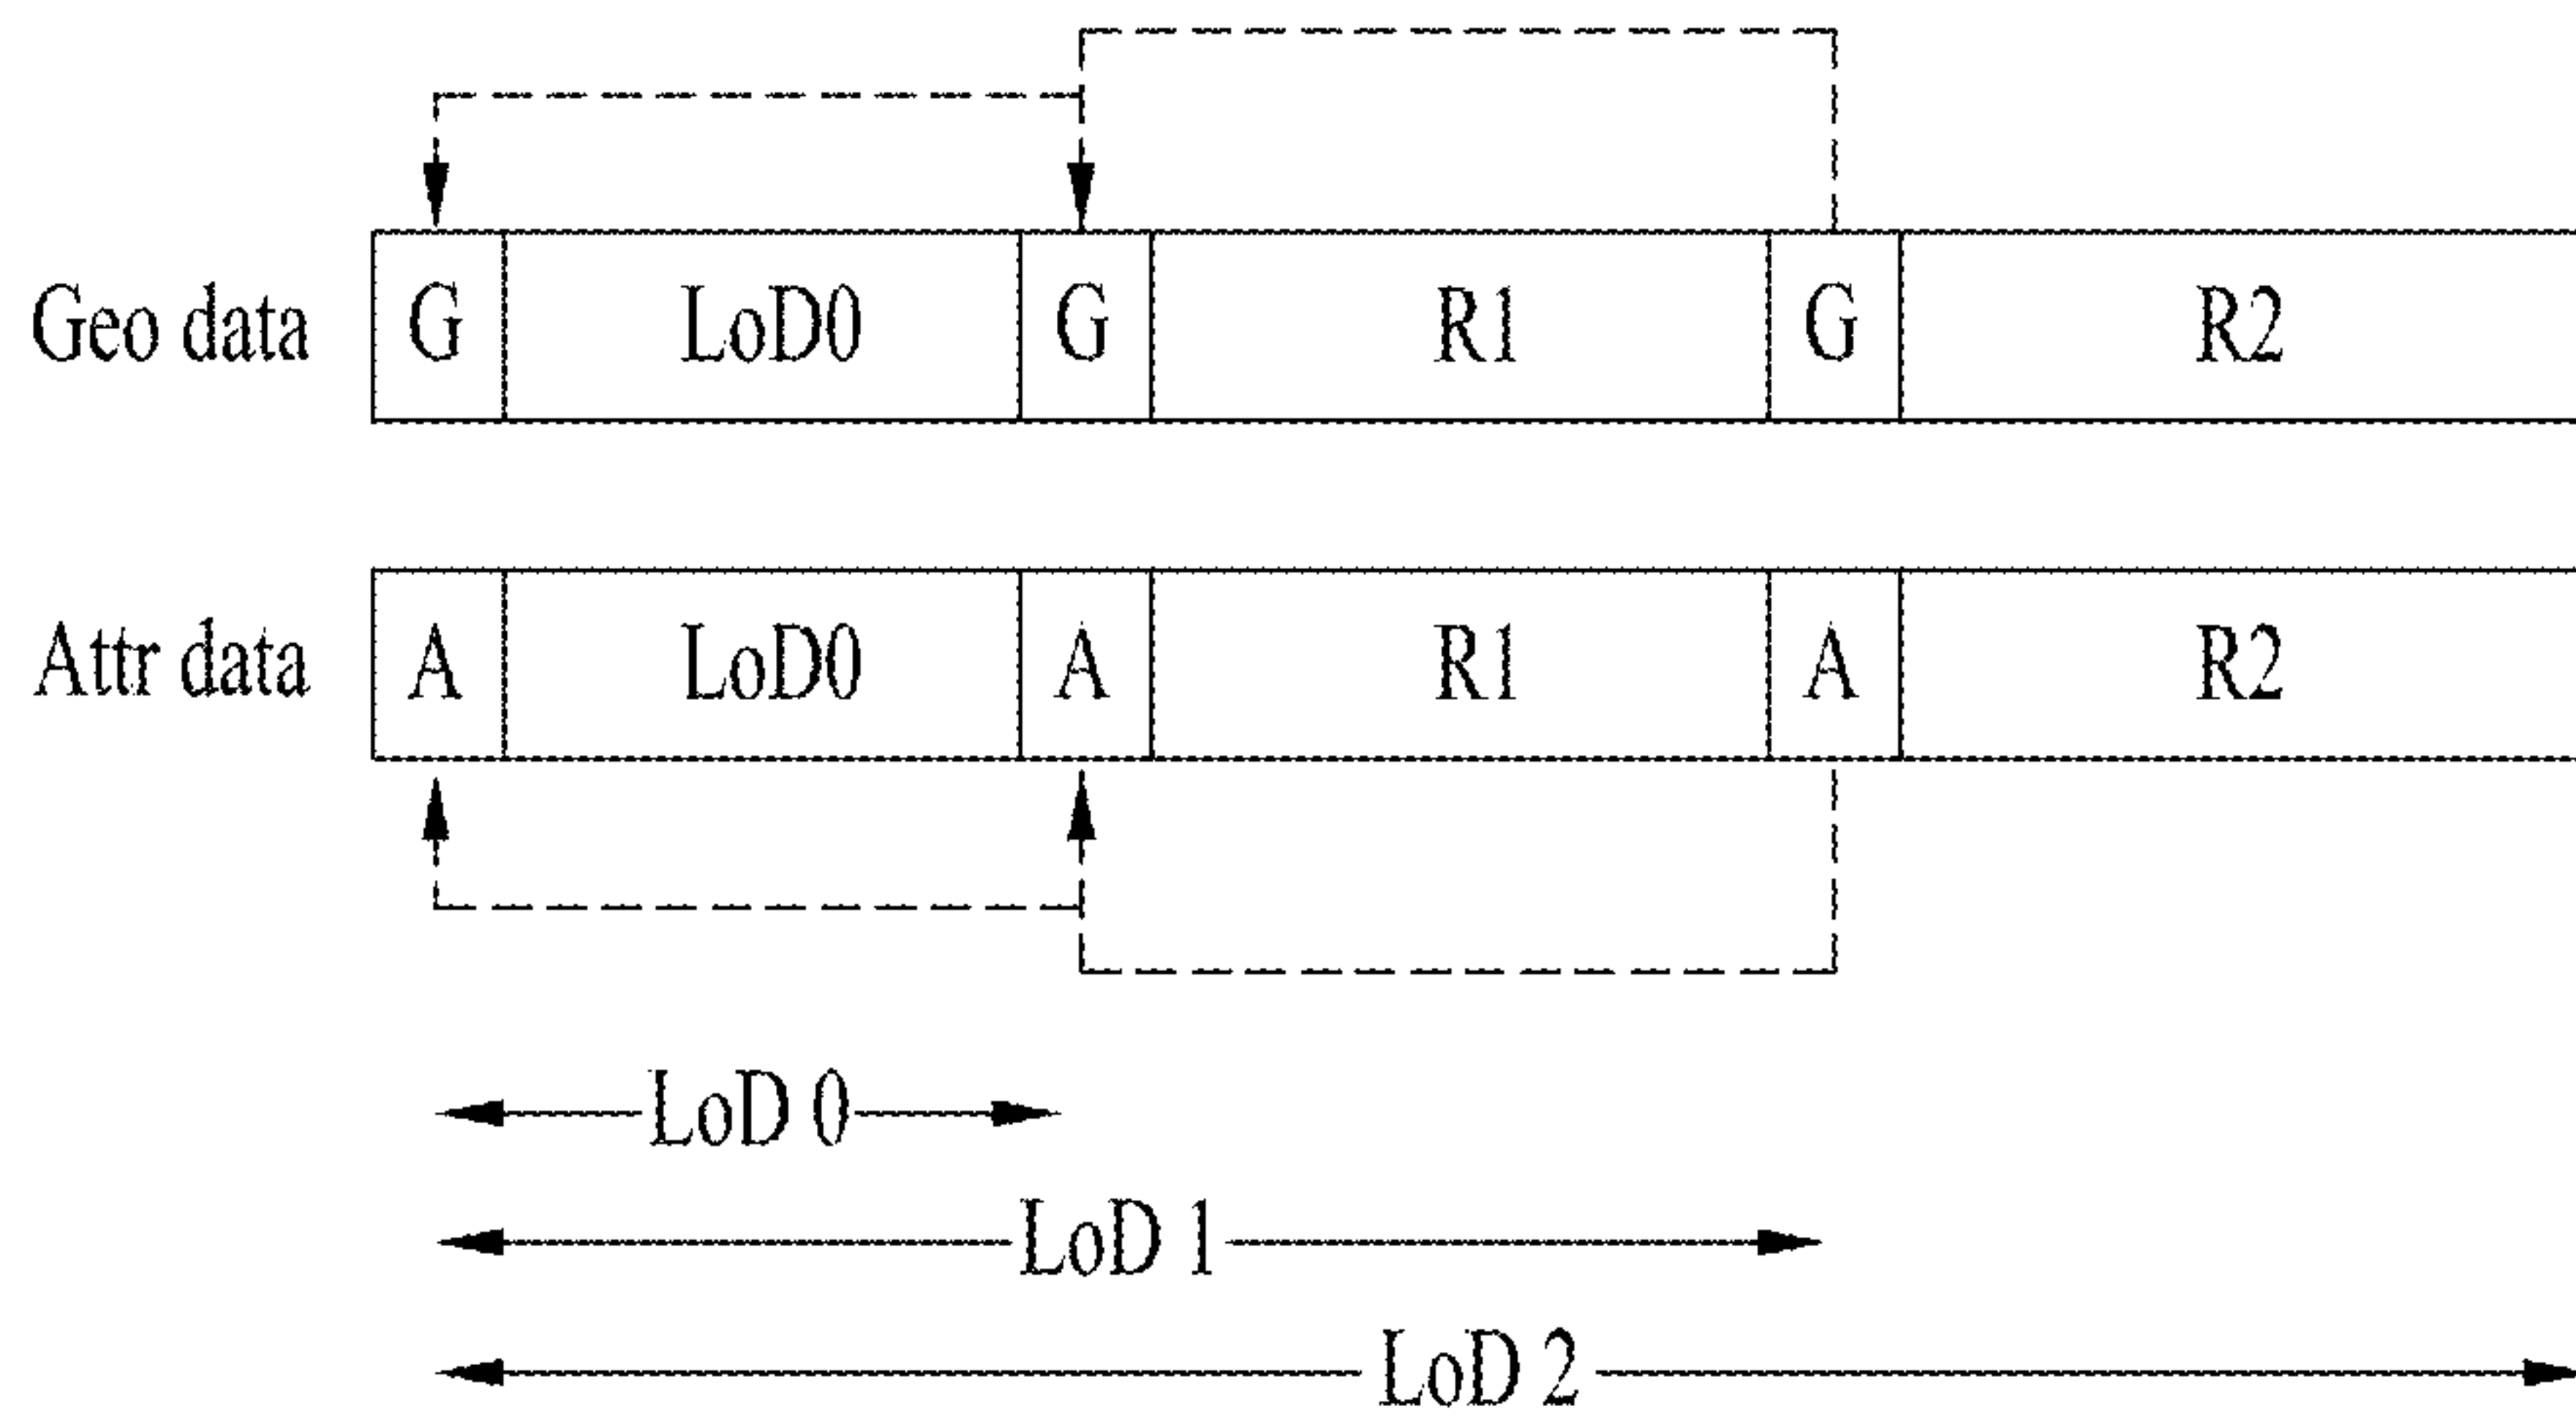 Geo data G LoD0 G R1 G R2
Attr data A LoD0 A R1 A R2
LoD 0
LoD 1
LoD 2